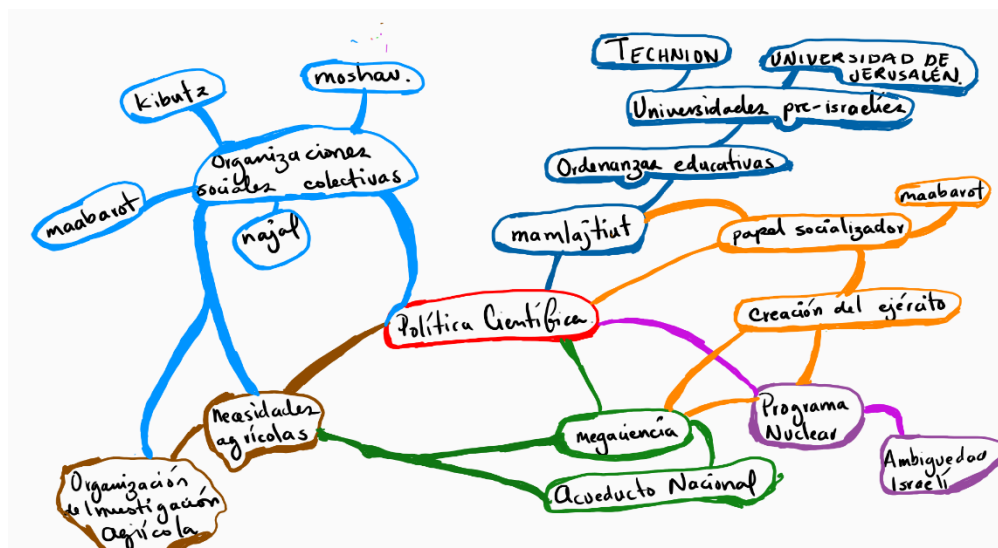 TECHNION
UNIVERSIDAD DE
JERUSALÉN.
moshav.
kibutz
Universidades pre-israelíes
Organizaciones
sociales colectivas
Ordenanzas educativas
maabarot
maabarot
najal
mamlajtiut
papel socializador
Creación del ejército
Política Científica
Necesidades
agrícolas
megaciencia
Programa
Nuclear
Acueducto Nacional
Ambiguedad
Israelí
Organización
de Investigación
Agrícola